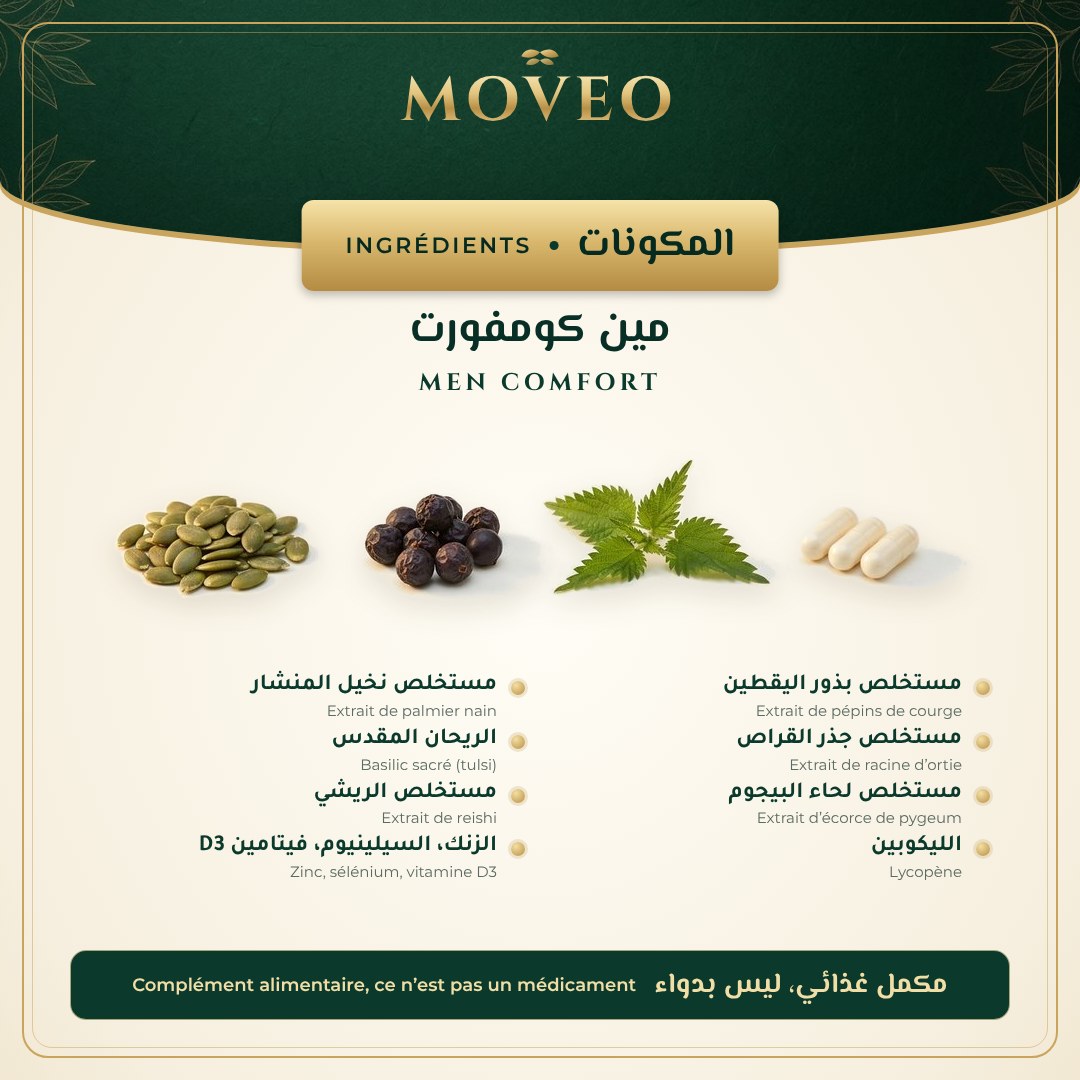 MOVEO
المكونات • INGRÉDIENTS
مين كومفورت
MEN COMFORT
مستخلص بذور اليقطين
Extrait de pépins de courge
مستخلص جذر القراص
Extrait de racine d’ortie
مستخلص لحاء البيجوم
Extrait d’écorce de pygeum
الليكوبين
Lycopène
مستخلص نخيل المنشار
Extrait de palmier nain
الريحان المقدس
Basilic sacré (tulsi)
مستخلص الريشي
Extrait de reishi
الزنك، السيلينيوم، فيتامين D3
Zinc, sélénium, vitamine D3
مكمل غذائي، ليس بدواء Complément alimentaire, ce n’est pas un médicament